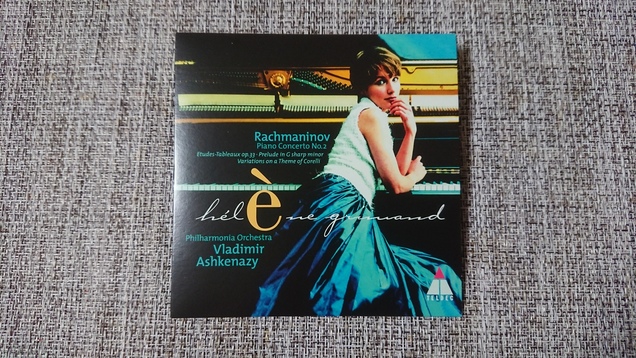 Rachmaninov
Piano Concerto No.2
Etudes-Tableaux op.33 · Prelude in G sharp minor
Variations on a Theme of Corelli
hélène grimaud
Philharmonia Orchestra
Vladimir
Ashkenazy
TELDEC